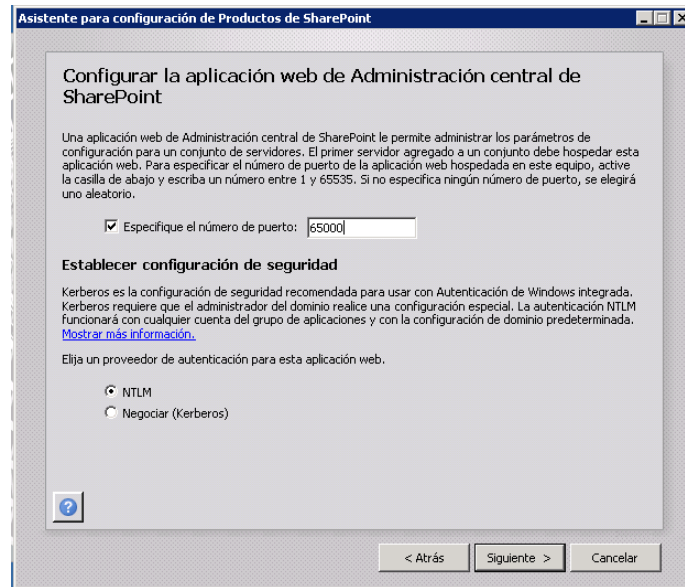 Asistente para configuración de Productos de SharePoint
Configurar la aplicación web de Administración central de
SharePoint
Una aplicación web de Administración central de SharePoint le permite administrar los parámetros de
configuración para un conjunto de servidores. El primer servidor agregado a un conjunto debe hospedar esta
aplicación web. Para especificar el número de puerto de la aplicación web hospedada en este equipo, active
la casilla de abajo y escriba un número entre 1 y 65535. Si no especifica ningún número de puerto, se elegirá
uno aleatorio.
Especifique el número de puerto: 65000
Establecer configuración de seguridad
Kerberos es la configuración de seguridad recomendada para usar con Autenticación de Windows integrada.
Kerberos requiere que el administrador del dominio realice una configuración especial. La autenticación NTLM
funcionará con cualquier cuenta del grupo de aplicaciones y con la configuración de dominio predeterminada.
Mostrar más información.
Elija un proveedor de autenticación para esta aplicación web.
NTLM
Negociar (Kerberos)
?
< Atrás Siguiente > Cancelar